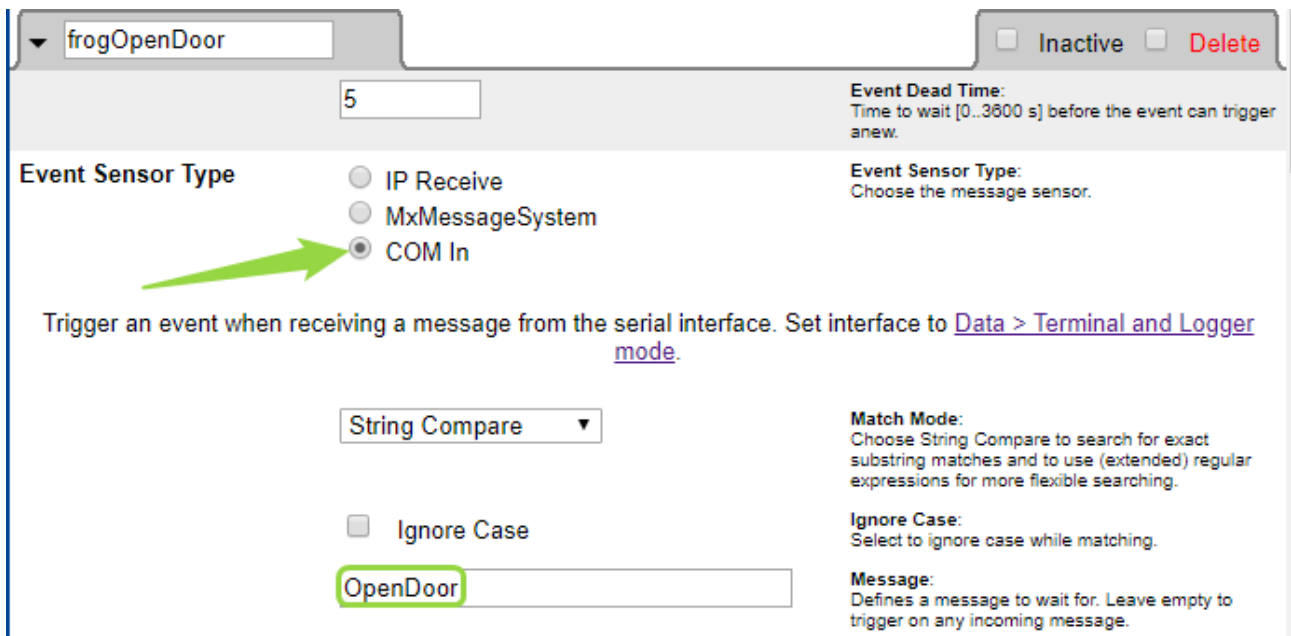 frogOpenDoor
Inactive
Delete
5
Event Dead Time:
Time to wait [0..3600 s] before the event can trigger
anew.
Event Sensor Type
IP Receive
MxMessageSystem
COM In
Event Sensor Type:
Choose the message sensor.
Trigger an event when receiving a message from the serial interface. Set interface to Data > Terminal and Logger
mode.
String Compare
Match Mode:
Choose String Compare to search for exact
substring matches and to use (extended) regular
expressions for more flexible searching.
Ignore Case
Ignore Case:
Select to ignore case while matching.
OpenDoor
Message:
Defines a message to wait for. Leave empty to
trigger on any incoming message.